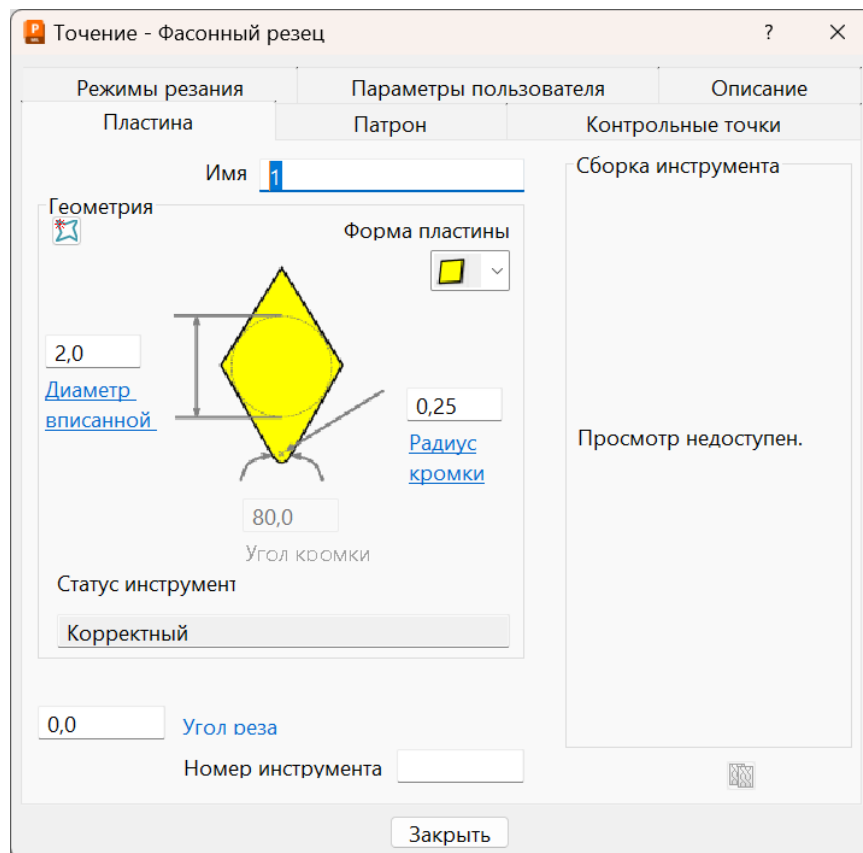 Точение - Фасонный резец
Режимы резания
Параметры пользователя
Описание
Пластина
Патрон
Контрольные точки
Имя
1
Сборка инструмента
Геометрия
Форма пластины
2,0
Диаметр
вписанной
0,25
Радиус
кромки
Просмотр недоступен.
80,0
Угол кромки
Статус инструмент
Корректный
0,0
Угол реза
Номер инструмента
Закрыть